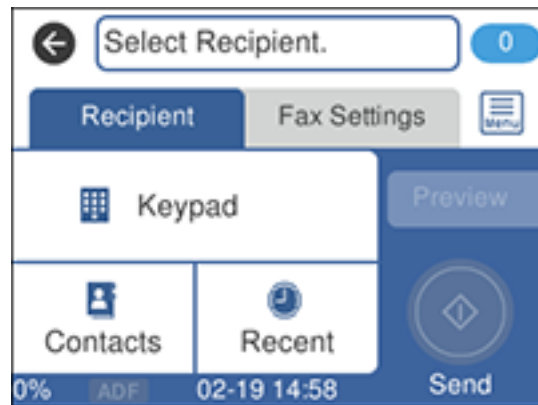 Select Recipient.
0
Recipient
Fax Settings
Menu
Keypad
Preview
Contacts
Recent
0%
ADF
02-19 14:58
Send